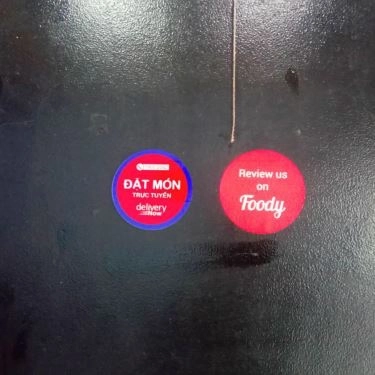 ĐẶT MÓN
TRỰC TUYẾN
delivery
Now
Review us
on
Foody